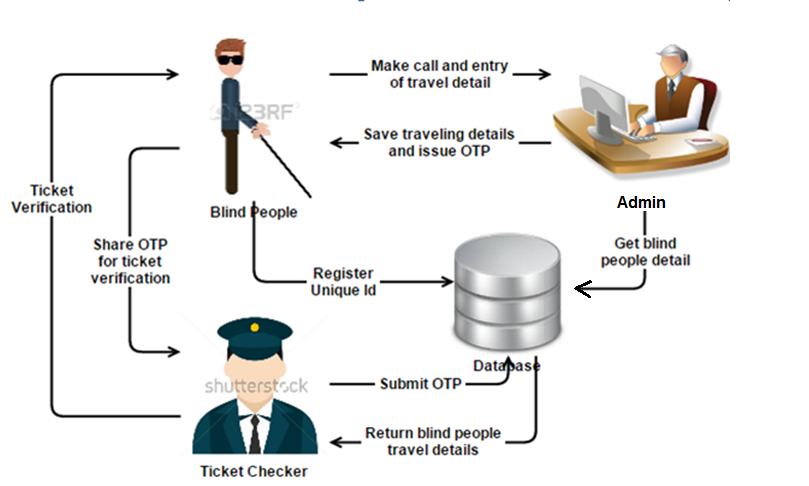 Make call and entry
of travel detail
123RF
Save traveling details
and issue OTP
Ticket
Verification
Blind People
Admin
Share OTP
for ticket
verification
Get blind
people detail
Register
Unique Id
Database
shutterstock
Submit OTP
Return blind people
travel details
Ticket Checker